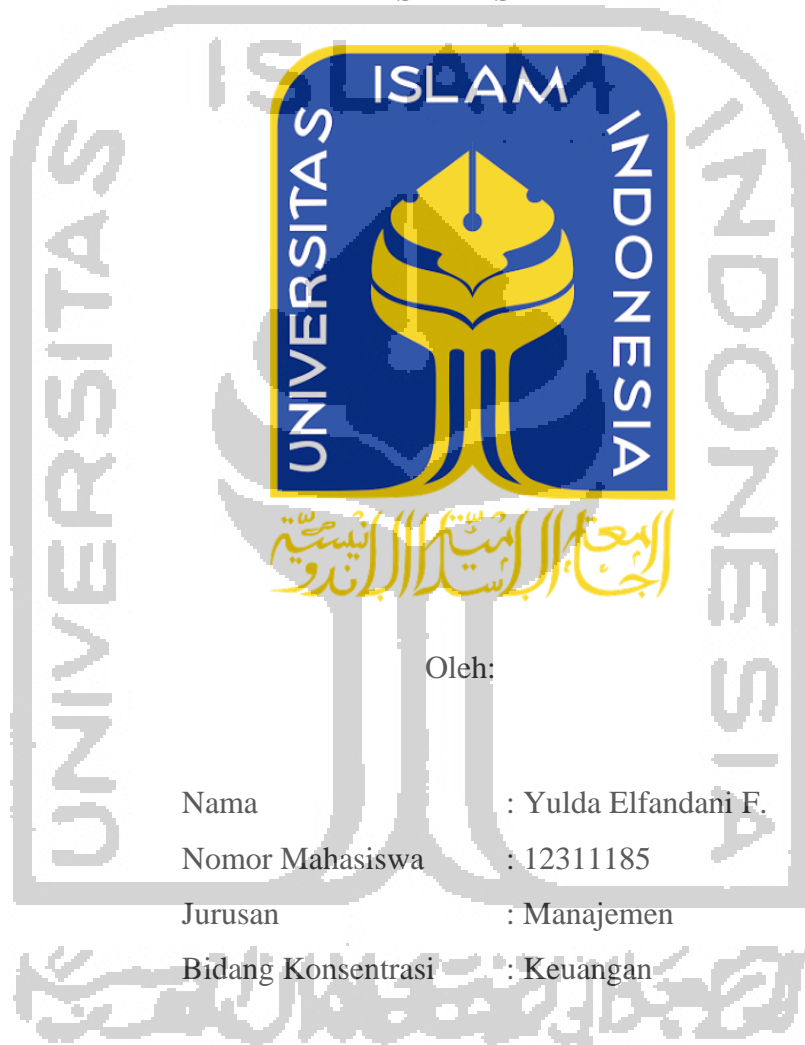 ISLAM
UNIVERSITAS
INDONESIA
Oleh:
Nama : Yulda Elfandani F.
Nomor Mahasiswa : 12311185
Jurusan : Manajemen
Bidang Konsentrasi : Keuangan